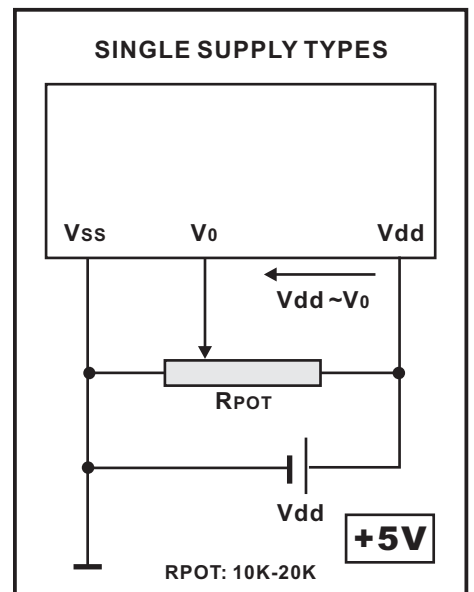 SINGLE SUPPLY TYPES
Vss V0 Vdd
Vdd ~V0
RPOT
Vdd
+5V
RPOT: 10K-20K